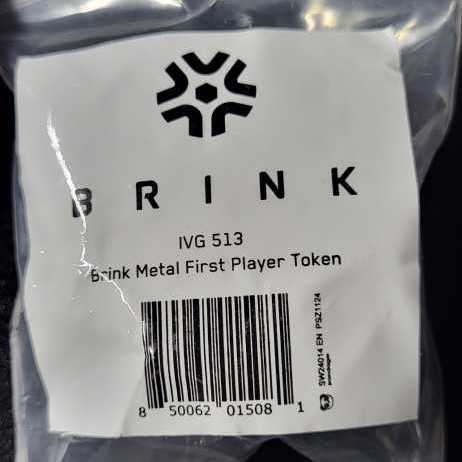 BRINK
IVG 513
Brink Metal First Player Token
8 50062 01508 1
SW24014 EN PSZ1124